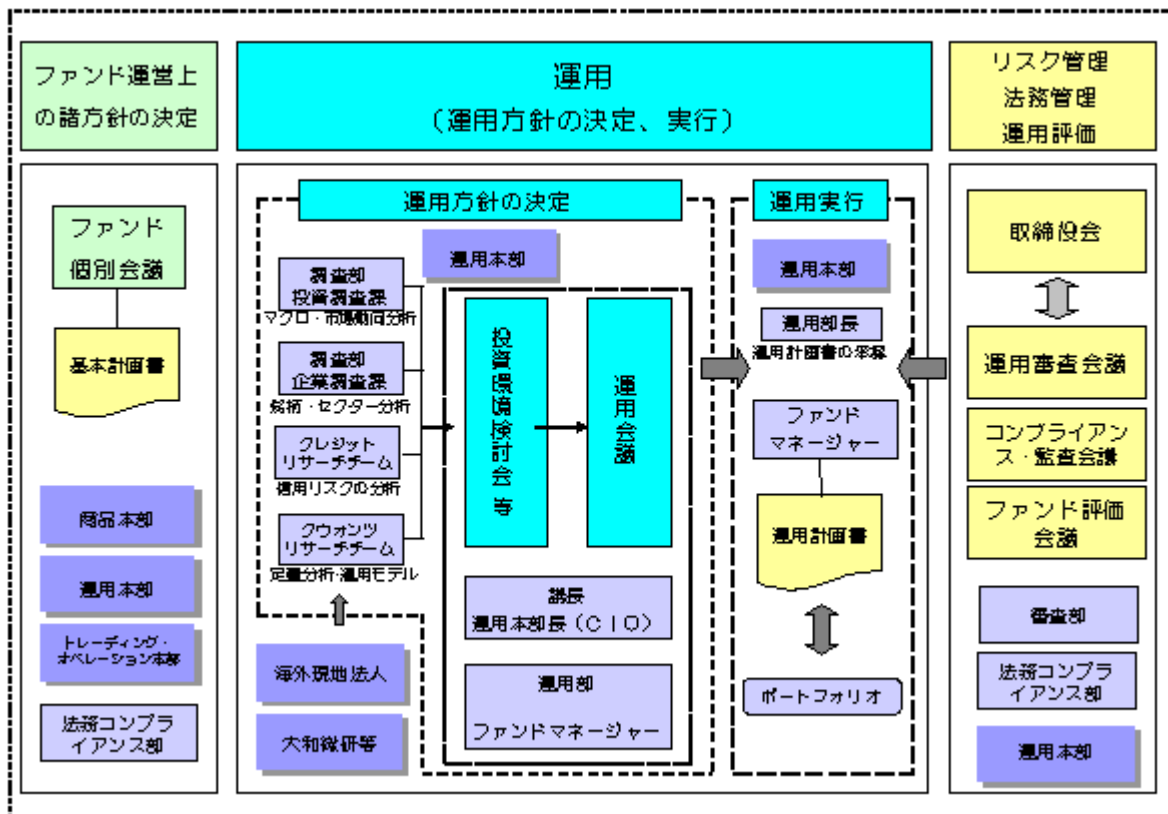 ファンド運営上
の諸方針の決定
ファンド
個別会議
基本計画書
商品本部
運用本部
トレーディング・
オペレーション本部
法務コンプラ
イアンス部
運用
(運用方針の決定、実行)
運用方針の決定
運用本部
調査部
投資調査課
マクロ・市場動向分析
調査部
企業調査課
銘柄・セクター分析
クレジット
リサーチチーム
信用リスクの分析
クウォンツ
リサーチチーム
定量分析・運用モデル
海外現地法人
大和総研等
投資環境検討会 等
運用会議
議長
運用本部長(CIO)
運用部
ファンドマネージャー
運用実行
運用本部
運用部長
運用計画書の承認
ファンド
マネージャー
運用計画書
ポートフォリオ
リスク管理
法務管理
運用評価
取締役会
運用審査会議
コンプライアン
ス・監査会議
ファンド評価
会議
審査部
法務コンプラ
イアンス部
運用本部